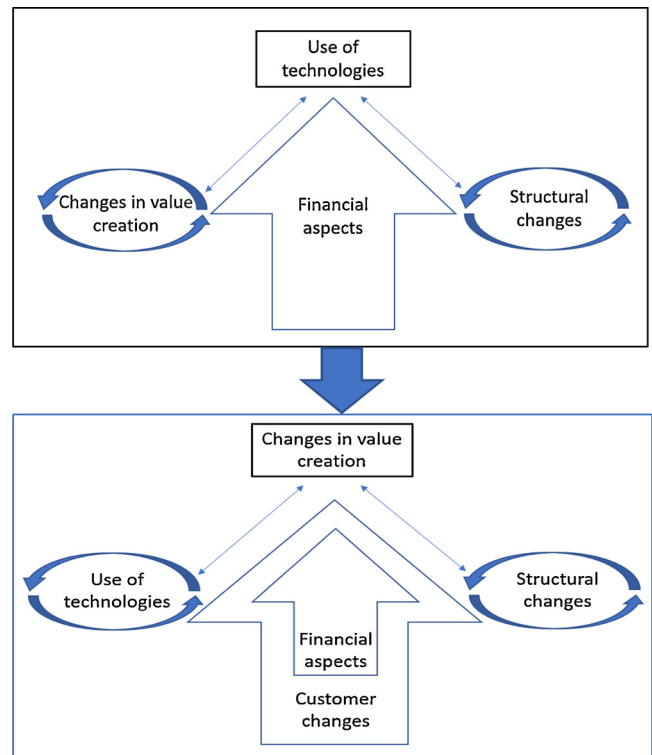 Use of
technologies
Changes in value
creation
Financial
aspects
Structural
changes
Changes in value
creation
Use of
technologies
Structural
changes
Financial
aspects
Customer
changes